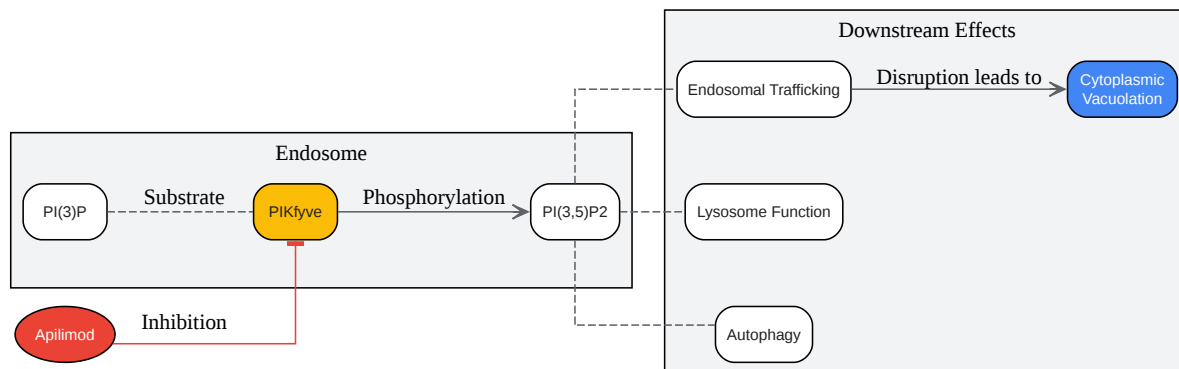 Downstream Effects
Endosomal Trafficking
Disruption leads to
Cytoplasmic
Vacuolation
Endosome
PI(3)P
Substrate
PIKfyve
Phosphorylation
PI(3,5)P2
Lysosome Function
Apilimod
Inhibition
Autophagy